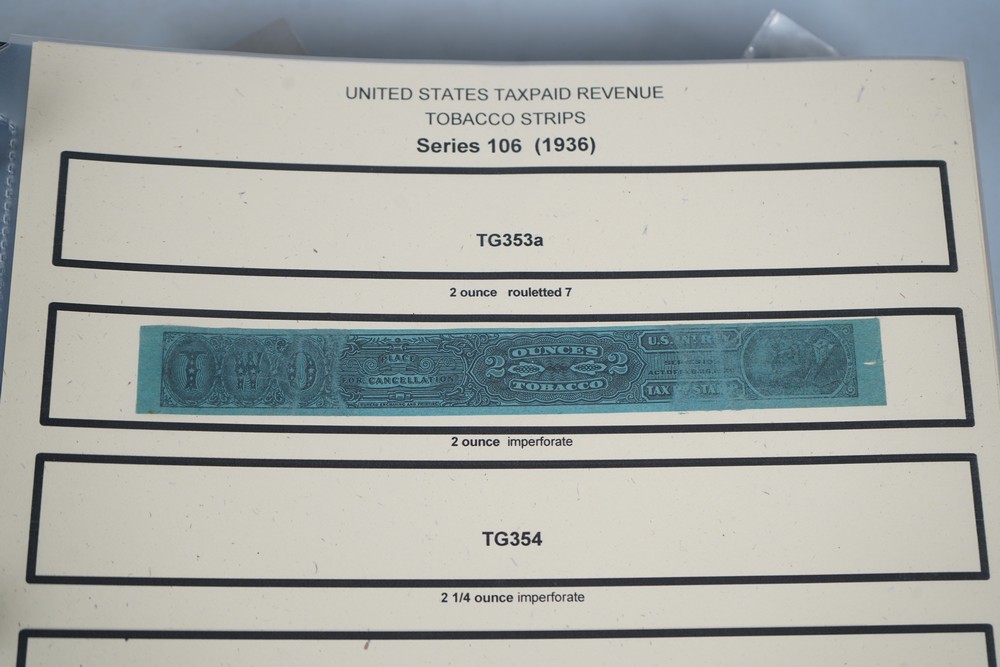 UNITED STATES TAXPAID REVENUE
TOBACCO STRIPS
Series 106 (1936)
TG353a
2 ounce rouletted 7
TWO
PLACE
FOR CANCELLATION
2 OUNCES 2
TOBACCO
U.S.
TAX
2 ounce imperforate
TG354
2 1/4 ounce imperforate